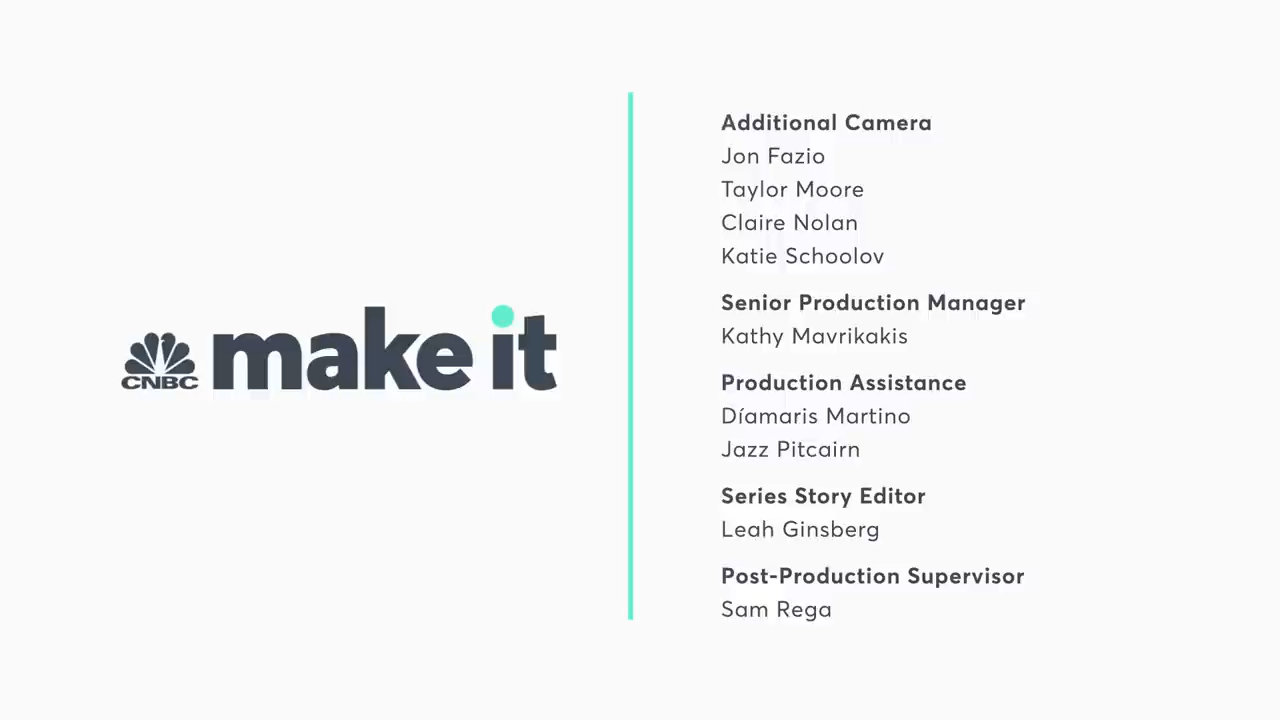 CNBC make it
Additional Camera
Jon Fazio
Taylor Moore
Claire Nolan
Katie Schoolov
Senior Production Manager
Kathy Mavrikakis
Production Assistance
Díamaris Martino
Jazz Pitcairn
Series Story Editor
Leah Ginsberg
Post-Production Supervisor
Sam Rega